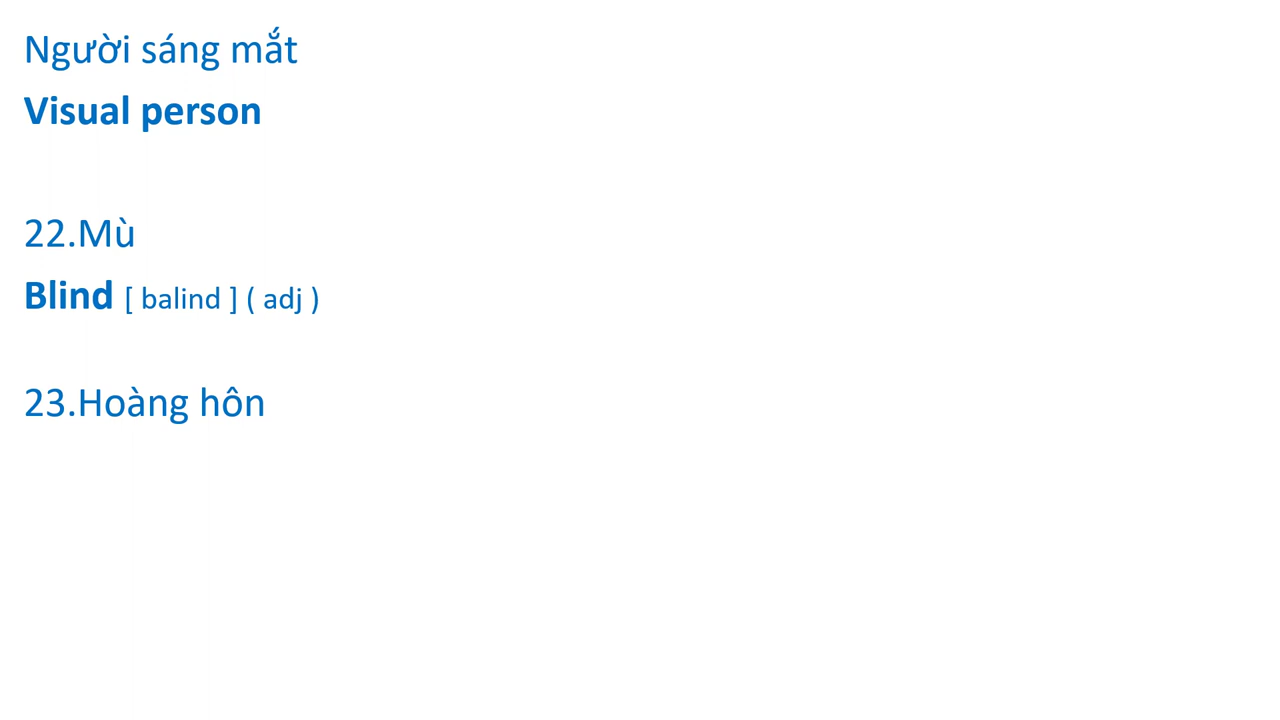 Người sáng mắt
Visual person
22.Mù
Blind [ balind ] ( adj )
23.Hoàng hôn